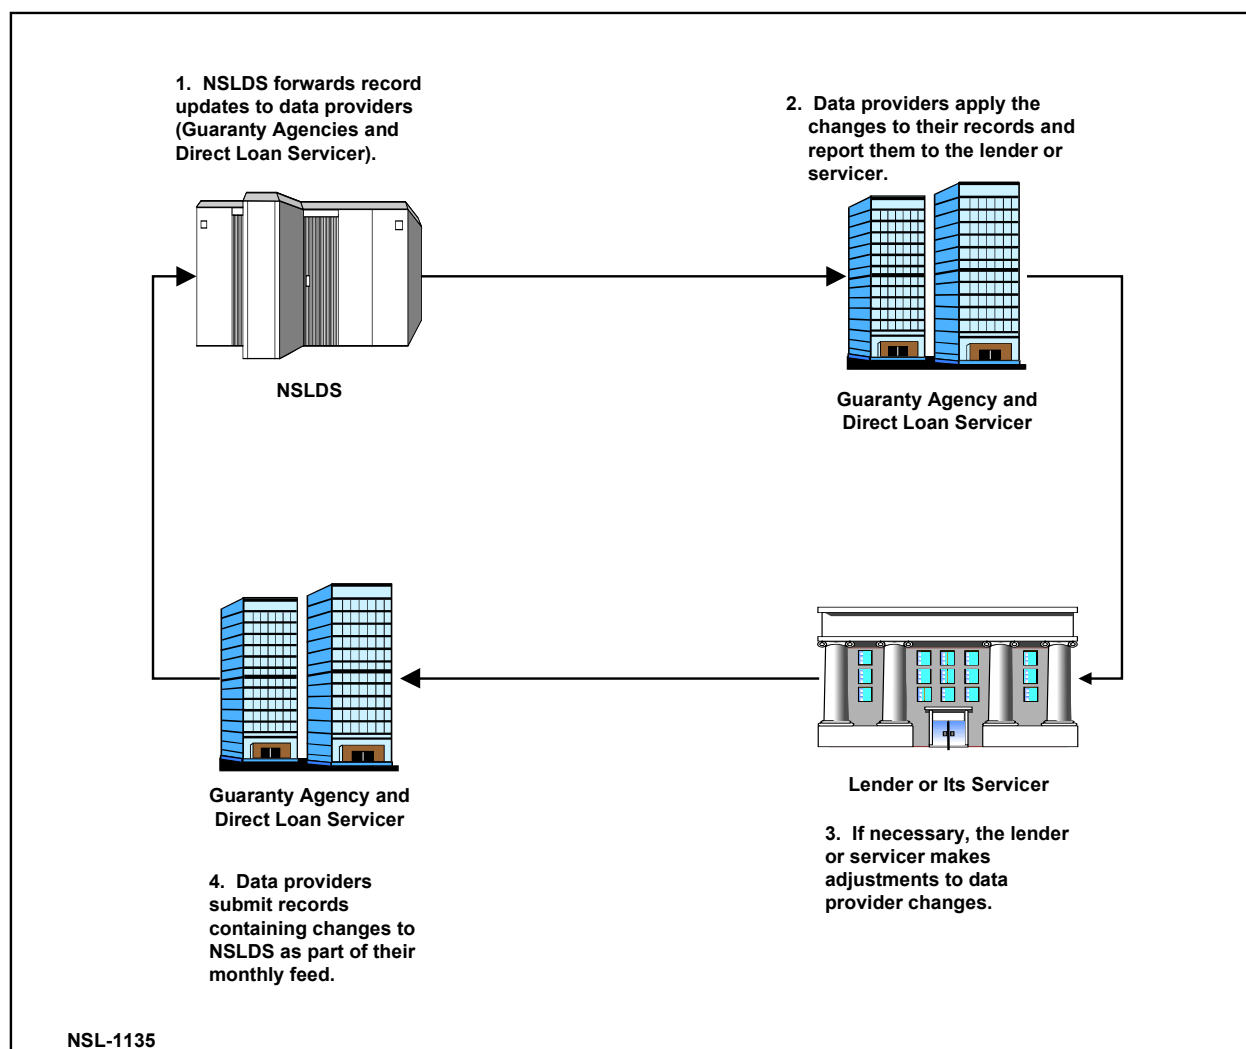 1. NSLDS forwards record
updates to data providers
(Guaranty Agencies and
Direct Loan Servicer).
2. Data providers apply the
changes to their records and
report them to the lender or
servicer.
NSLDS
Guaranty Agency and
Direct Loan Servicer
Guaranty Agency and
Direct Loan Servicer
4. Data providers
submit records
containing changes to
NSLDS as part of their
monthly feed.
Lender or Its Servicer
3. If necessary, the lender
or servicer makes
adjustments to data
provider changes.
NSL-1135